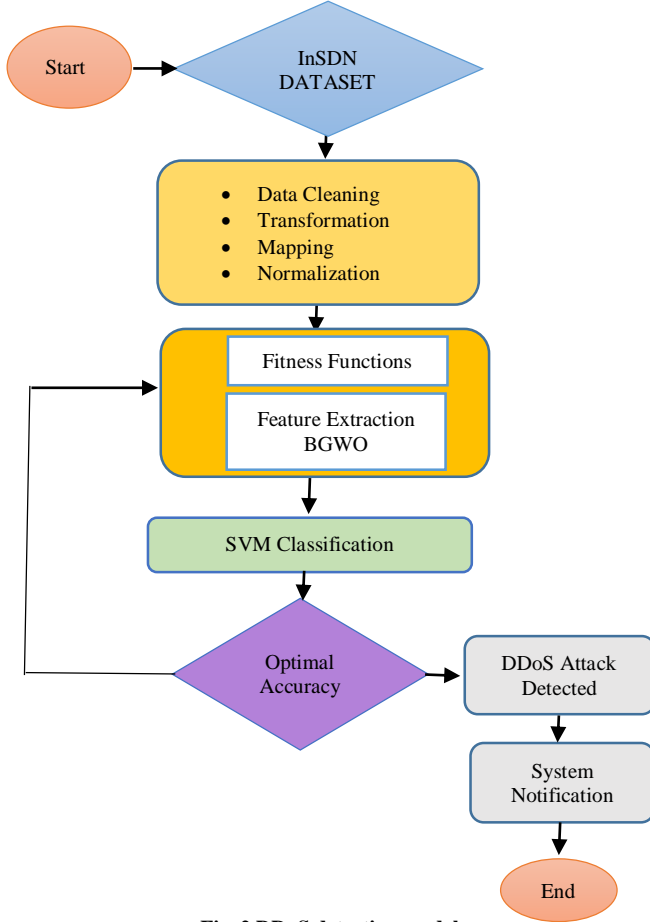 Start
InSDN
DATASET
• Data Cleaning
• Transformation
• Mapping
• Normalization
Fitness Functions
Feature Extraction
BGWO
SVM Classification
Optimal
Accuracy
DDoS Attack
Detected
System
Notification
End